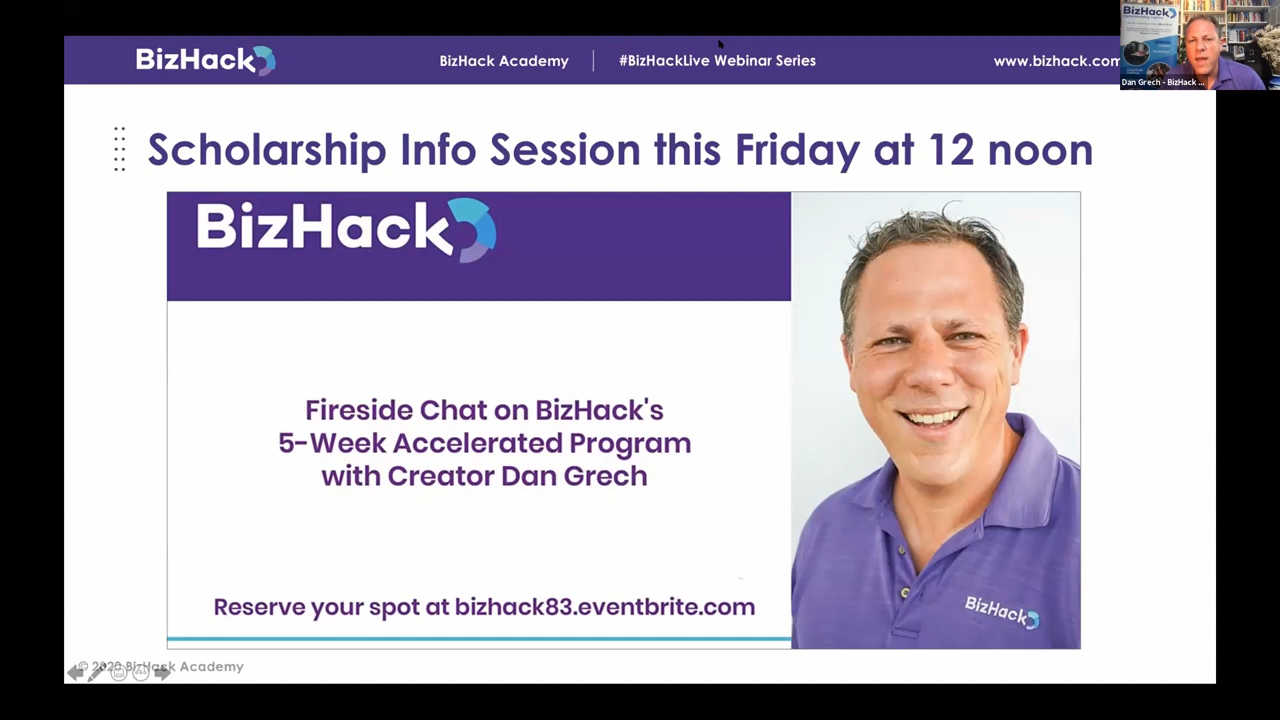 BizHack
BizHack Academy
#BizHackLive Webinar Series
www.bizhack.com
BizHack
Dan Grech - BizHack ...
Scholarship Info Session this Friday at 12 noon
BizHack
Fireside Chat on BizHack's
5-Week Accelerated Program
with Creator Dan Grech
Reserve your spot at bizhack83.eventbrite.com
BizHack
© 2020 BizHack Academy